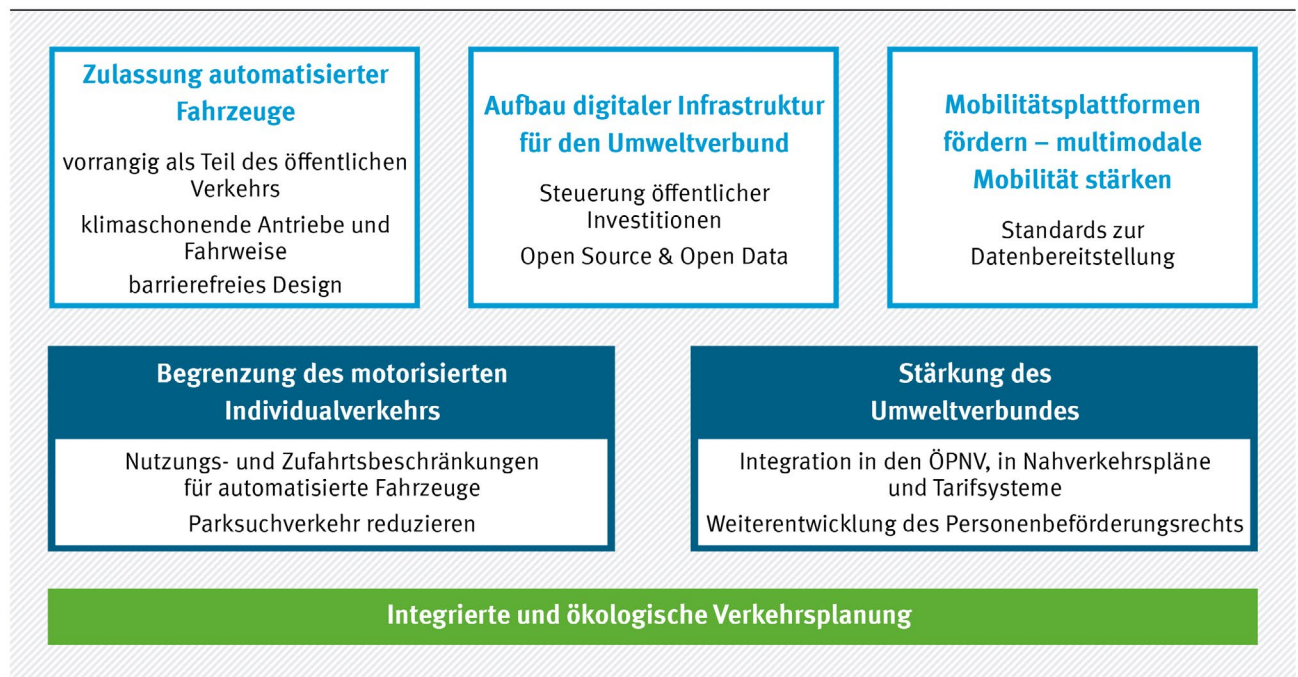 Zulassung automatisierter
Fahrzeuge
vorrangig als Teil des öffentlichen
Verkehrs
klimaschonende Antriebe und
Fahrweise
barrierefreies Design
Aufbau digitaler Infrastruktur
für den Umweltverbund
Steuerung öffentlicher
Investitionen
Open Source & Open Data
Mobilitätsplattformen
fördern – multimodale
Mobilität stärken
Standards zur
Datenbereitstellung
Begrenzung des motorisierten
Individualverkehrs
Nutzungs- und Zufahrtsbeschränkungen
für automatisierte Fahrzeuge
Parksuchverkehr reduzieren
Stärkung des
Umweltverbundes
Integration in den ÖPNV, in Nahverkehrspläne
und Tarifsysteme
Weiterentwicklung des Personenbeförderungsrechts
Integrierte und ökologische Verkehrsplanung